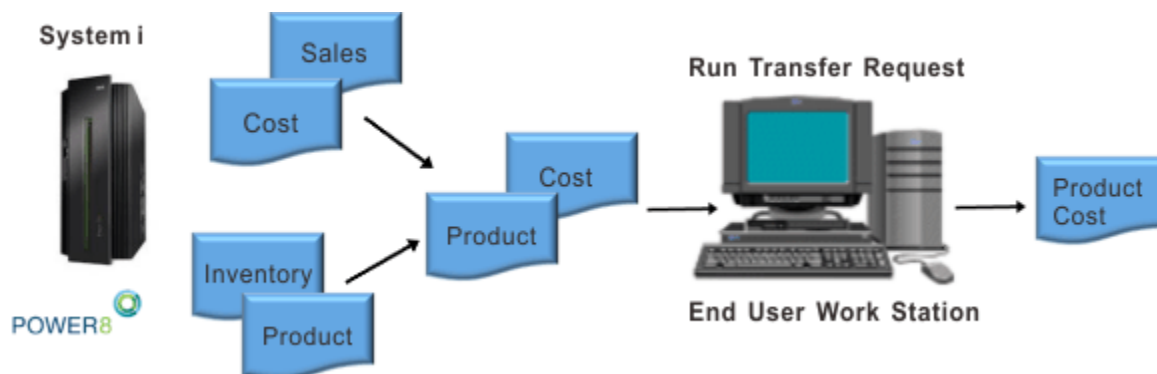 System i
POWER8
Sales
Cost
Inventory
Product
Cost
Product
Run Transfer Request
End User Work Station
Product
Cost